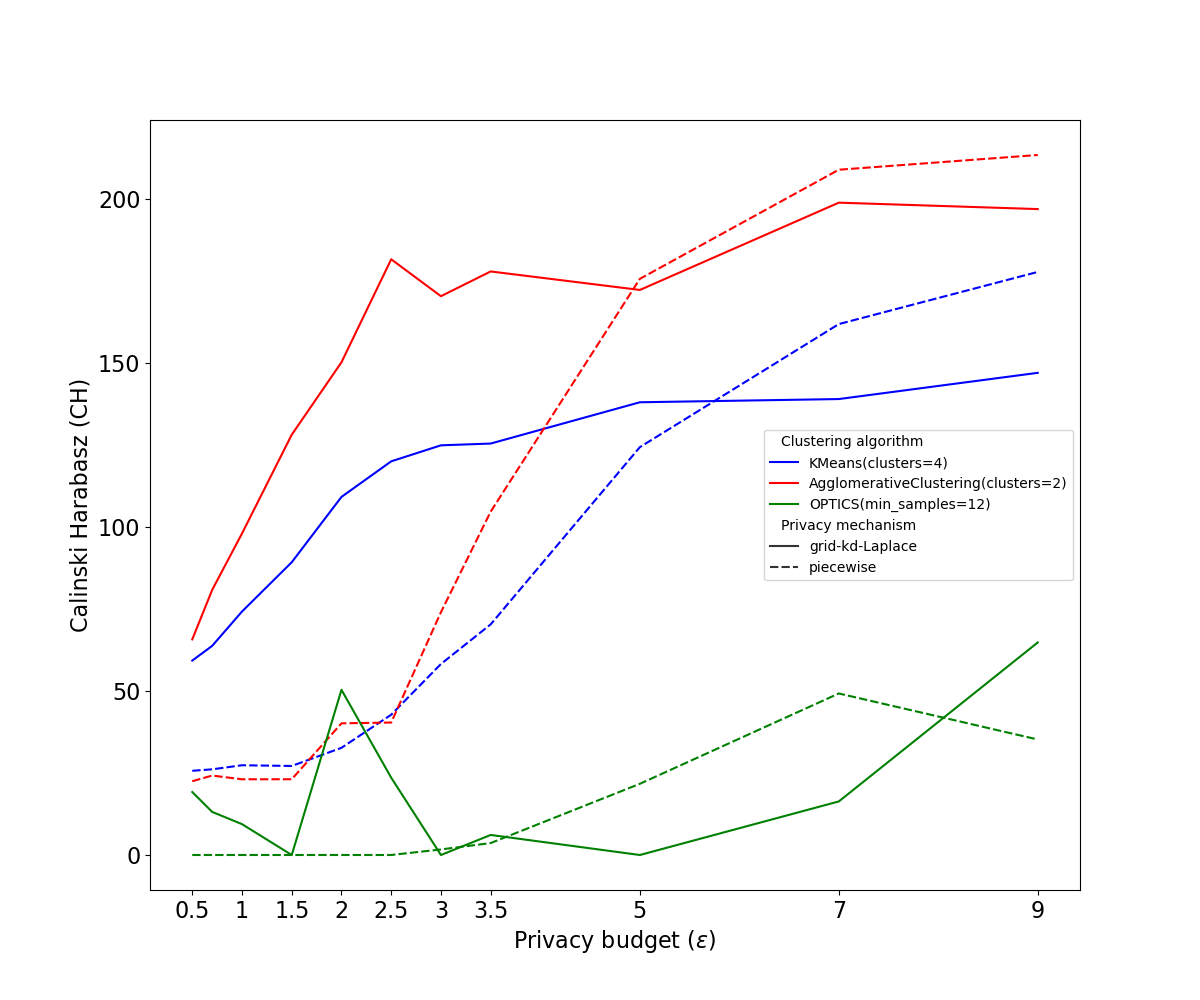 200
150
100
50
0
Calinski Harabasz (CH)
Clustering algorithm
KMeans(clusters=4)
AgglomerativeClustering(clusters=2)
OPTICS(min_samples=12)
Privacy mechanism
grid-kd-Laplace
piecewise
0.5 1 1.5 2 2.5 3 3.5 5 7 9
Privacy budget (ε)